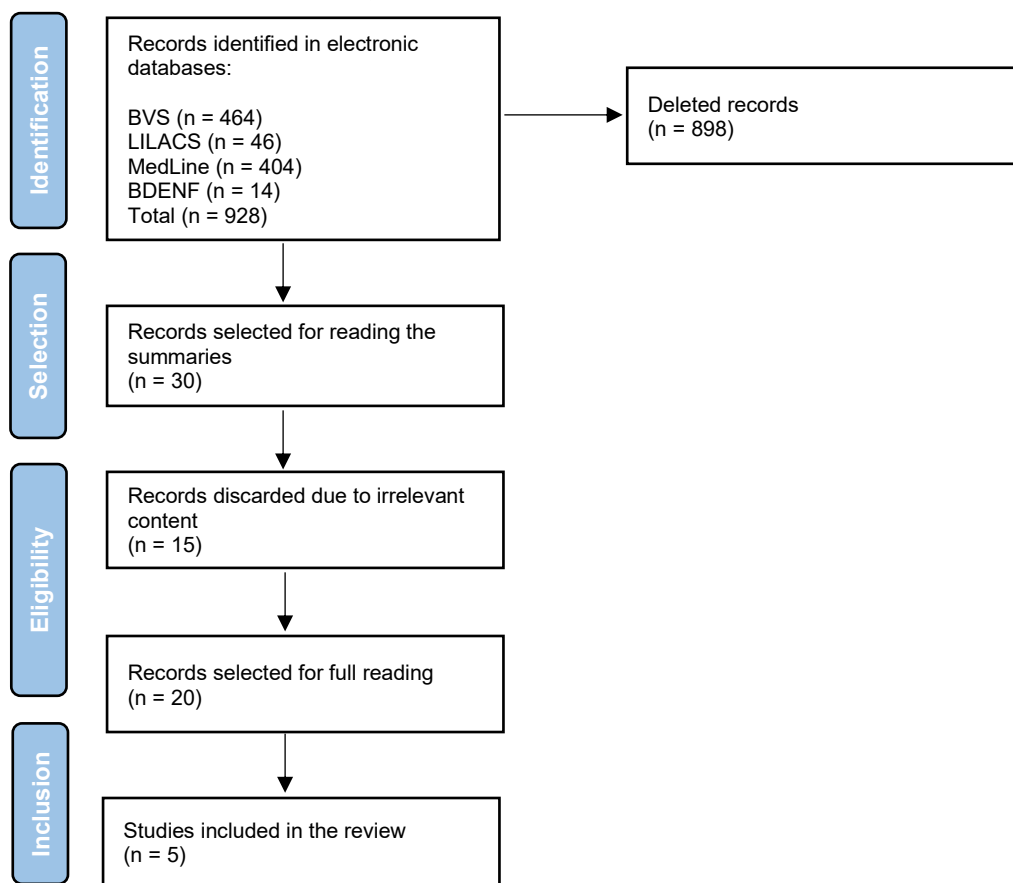 Identification
Records identified in electronic
databases:
BVS (n = 464)
LILACS (n = 46)
MedLine (n = 404)
BDENF (n = 14)
Total (n = 928)
Deleted records
(n = 898)
Selection
Records selected for reading the
summaries
(n = 30)
Eligibility
Records discarded due to irrelevant
content
(n = 15)
Records selected for full reading
(n = 20)
Inclusion
Studies included in the review
(n = 5)